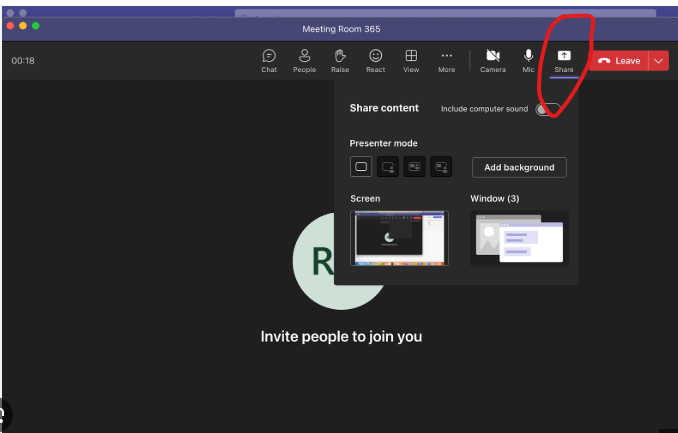 Meeting Room 365
00:18
Chat People Raise React View More Camera Mic Share Leave
Share content Include computer sound
Presenter mode
Add background
Screen Window (3)
R
Invite people to join you